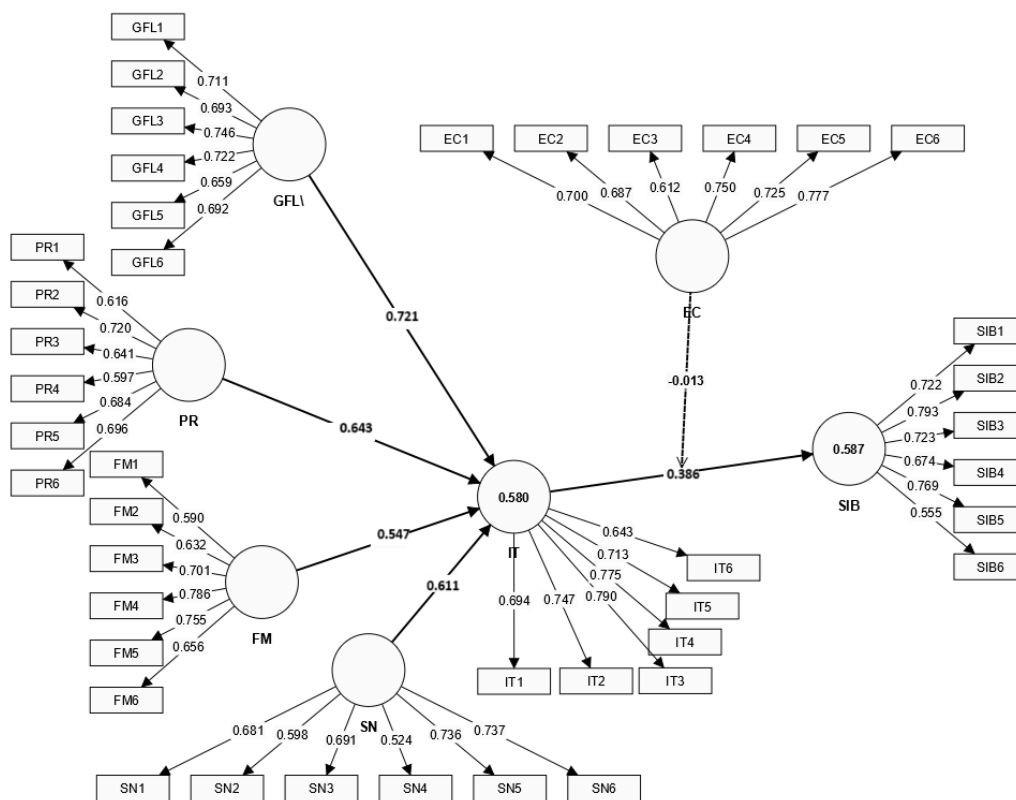 GFL1
GFL2
GFL3
GFL4
GFL5
GFL6
0.711
0.693
0.746
0.722
0.659
0.692
GFL\
EC1
EC2
EC3
EC4
EC5
EC6
0.700
0.687
0.612
0.750
0.725
0.777
EC
PR1
PR2
PR3
PR4
PR5
PR6
0.616
0.720
0.641
0.597
0.684
0.696
PR
0.721
0.643
-0.013
0.386
SIB1
SIB2
SIB3
SIB4
SIB5
SIB6
0.722
0.793
0.723
0.674
0.769
0.555
0.587
SIB
FM1
FM2
FM3
FM4
FM5
FM6
0.590
0.632
0.701
0.786
0.755
0.656
FM
0.547
0.611
0.580
IT
0.694
0.747
0.790
0.775
0.713
0.643
IT1
IT2
IT3
IT4
IT5
IT6
SN
0.681
0.598
0.691
0.524
0.736
0.737
SN1
SN2
SN3
SN4
SN5
SN6